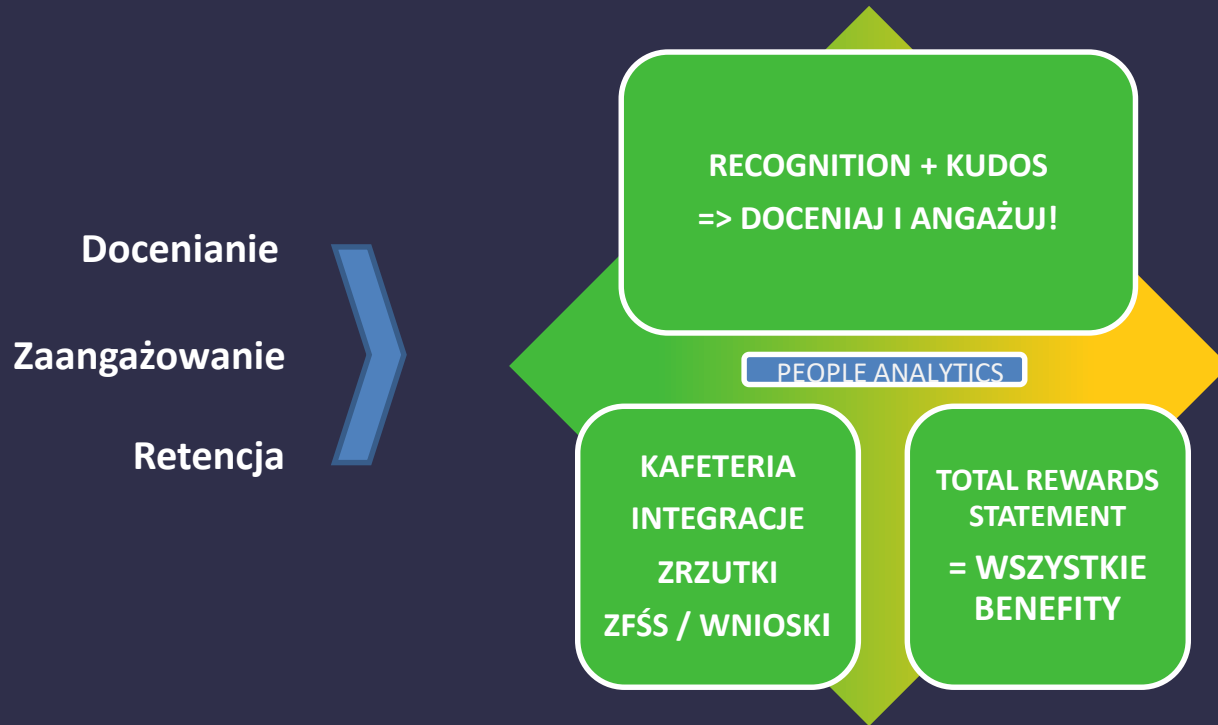 Docenianie
Zaangażowanie
Retencja
RECOGNITION + KUDOS
=> DOCENIAJ I ANGAŻUJ!
PEOPLE ANALYTICS
KAFETERIA
INTEGRACJE
ZRZUTKI
ZFŚS / WNIOSKI
TOTAL REWARDS
STATEMENT
= WSZYSTKIE
BENEFITY